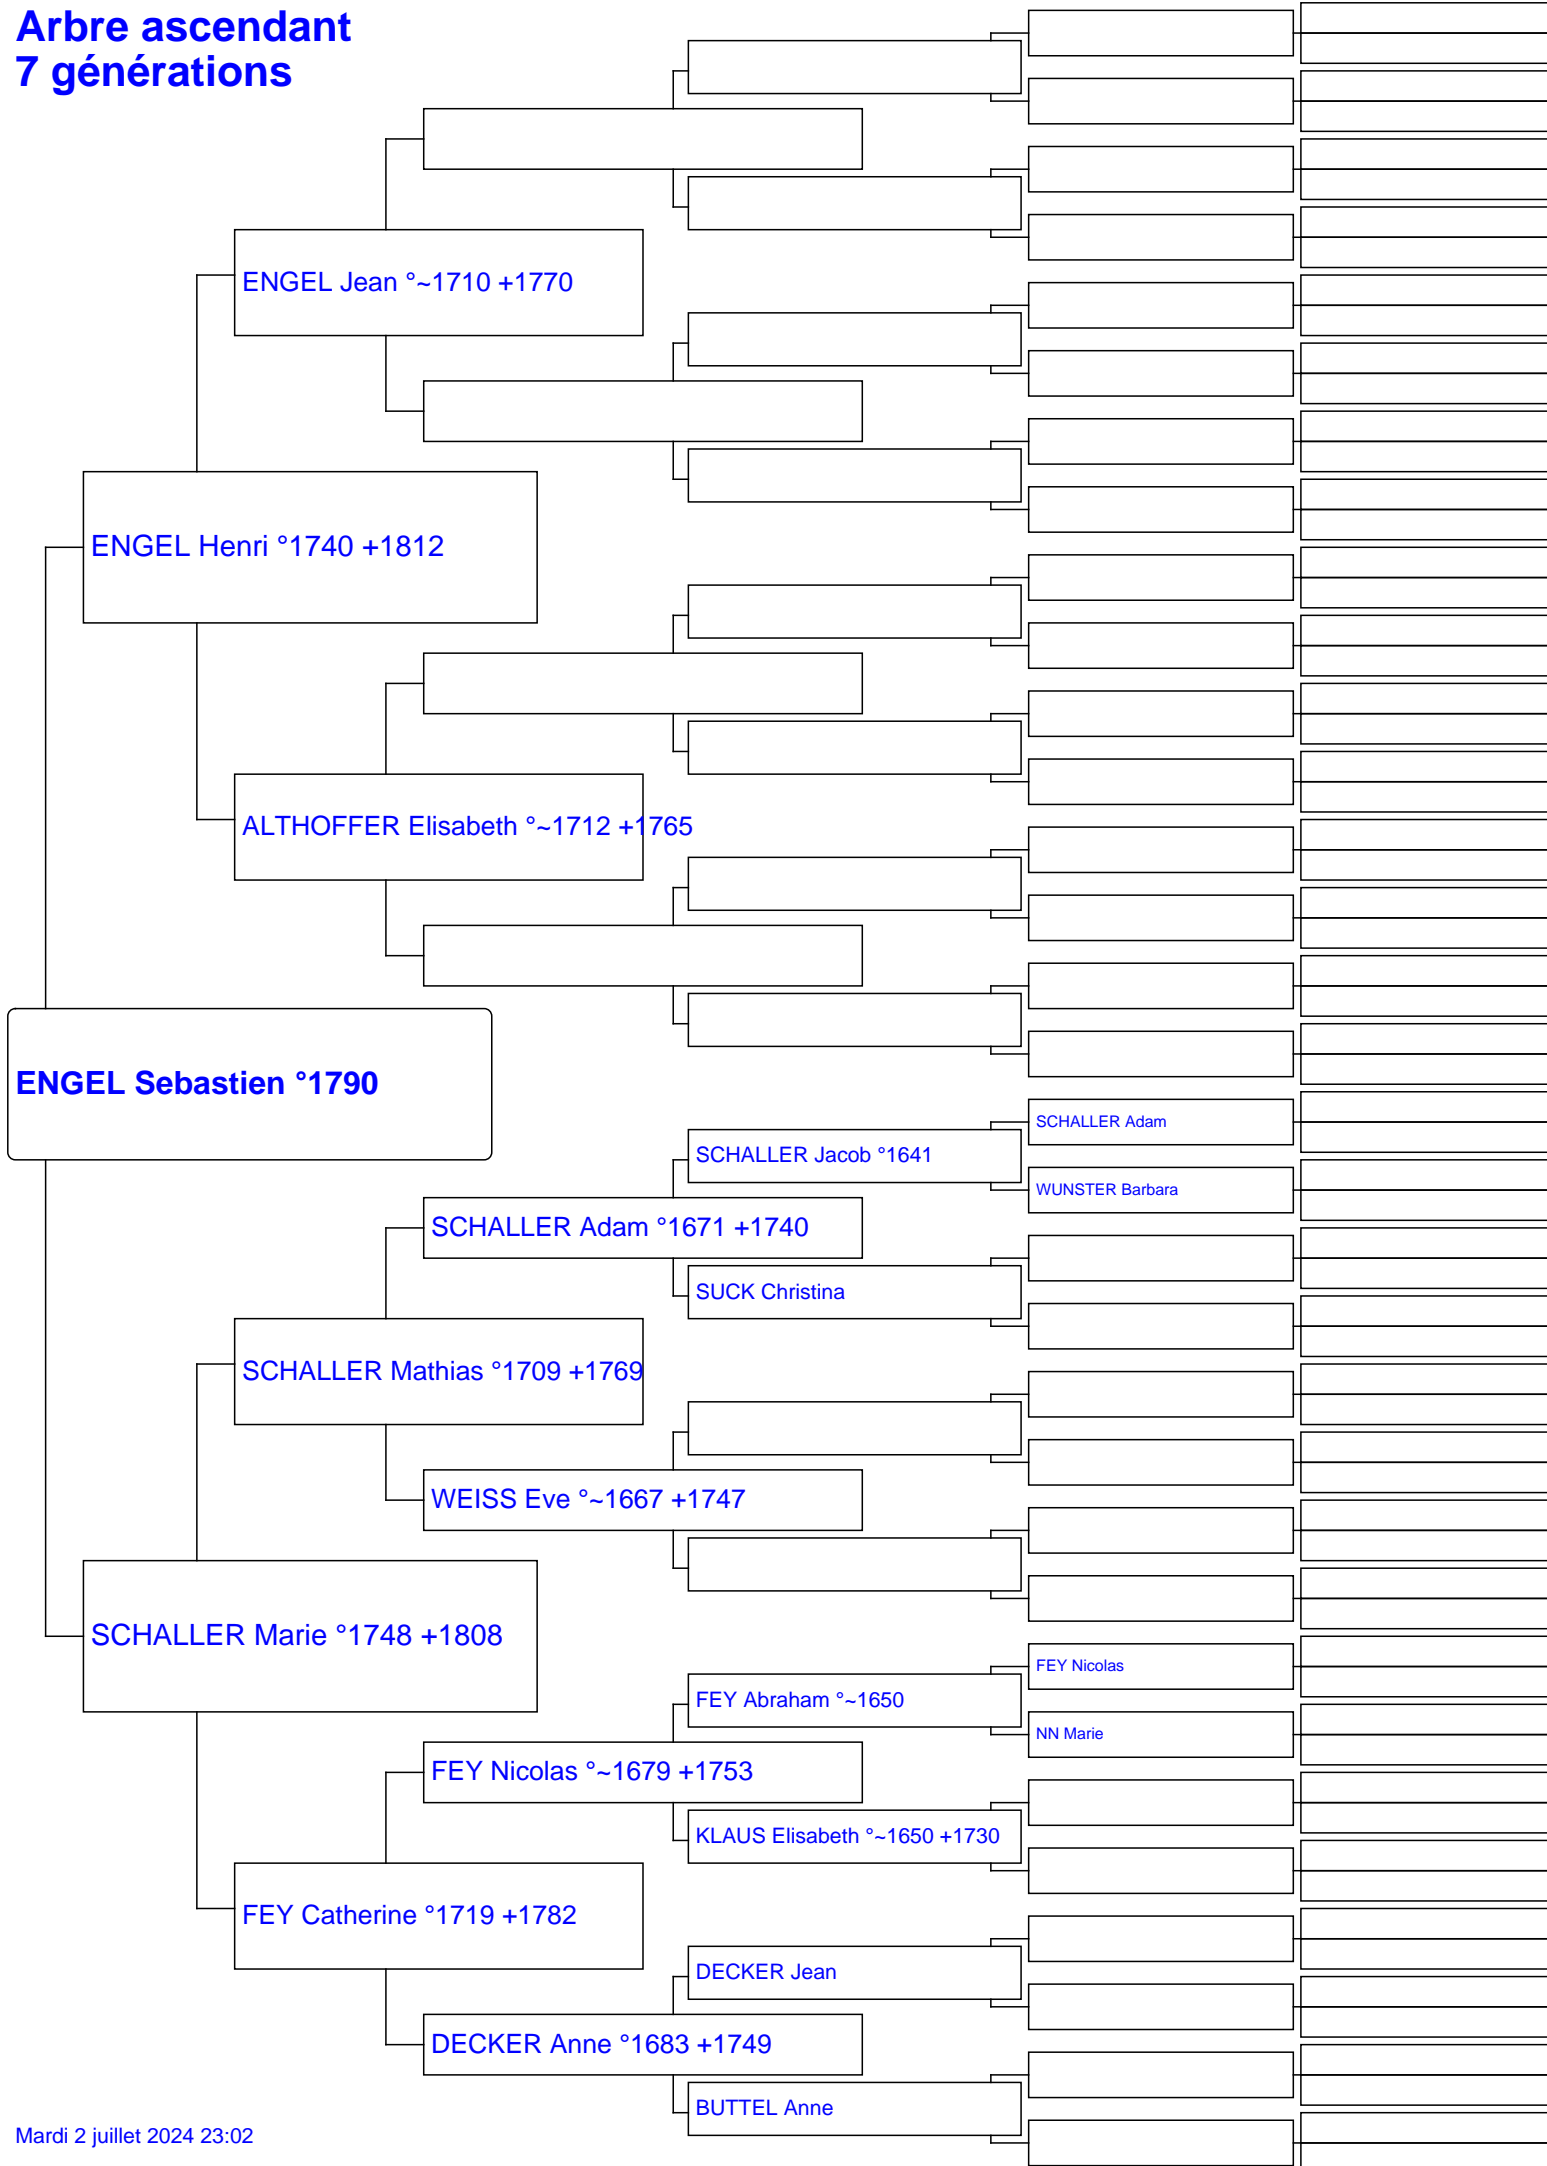 Arbre ascendant
7 générations
ENGEL Jean °~1710 +1770
ENGEL Henri °1740 +1812
ALTHOFFER Elisabeth °~1712 +1765
ENGEL Sebastien °1790
SCHALLER Adam
SCHALLER Jacob °1641
WUNSTER Barbara
SCHALLER Adam °1671 +1740
SUCK Christina
SCHALLER Mathias °1709 +1769
WEISS Eve °~1667 +1747
SCHALLER Marie °1748 +1808
FEY Nicolas
FEY Abraham °~1650
NN Marie
FEY Nicolas °~1679 +1753
KLAUS Elisabeth °~1650 +1730
FEY Catherine °1719 +1782
DECKER Jean
DECKER Anne °1683 +1749
BUTTEL Anne
Mardi 2 juillet 2024 23:02